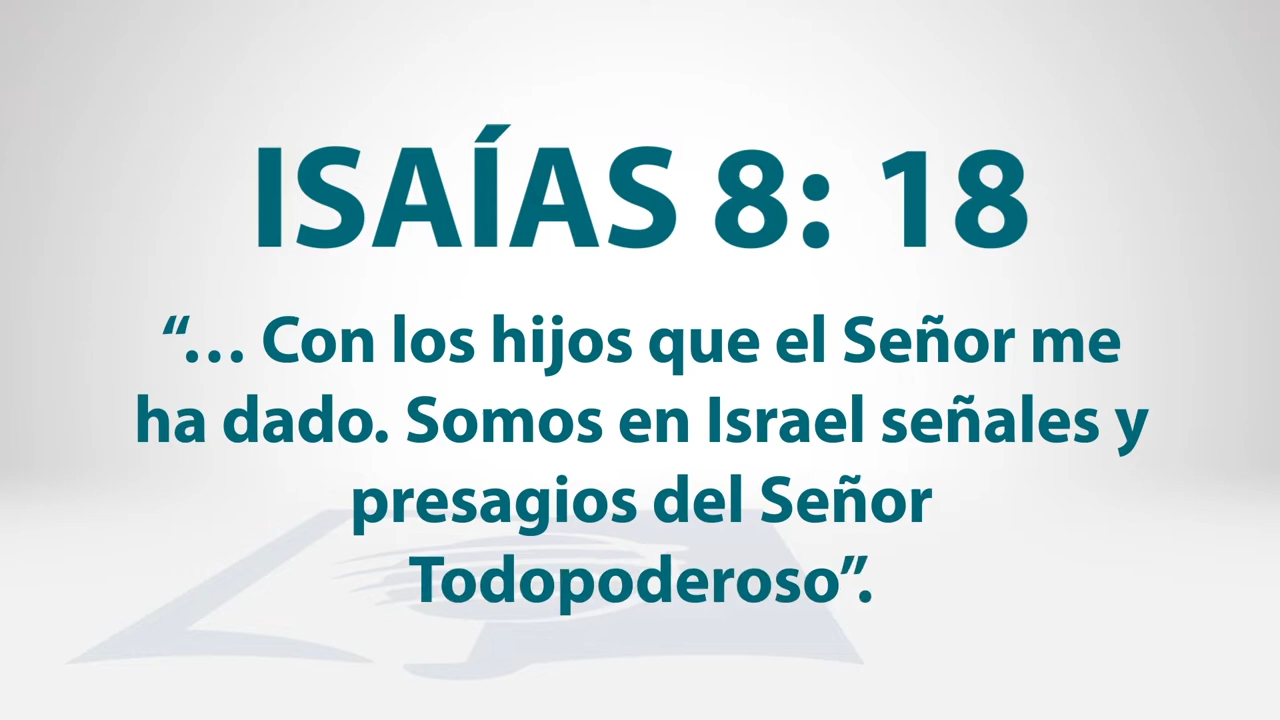 ISAÍAS 8: 18
“… Con los hijos que el Señor me
ha dado. Somos en Israel señales y
presagios del Señor
Todopoderoso”.